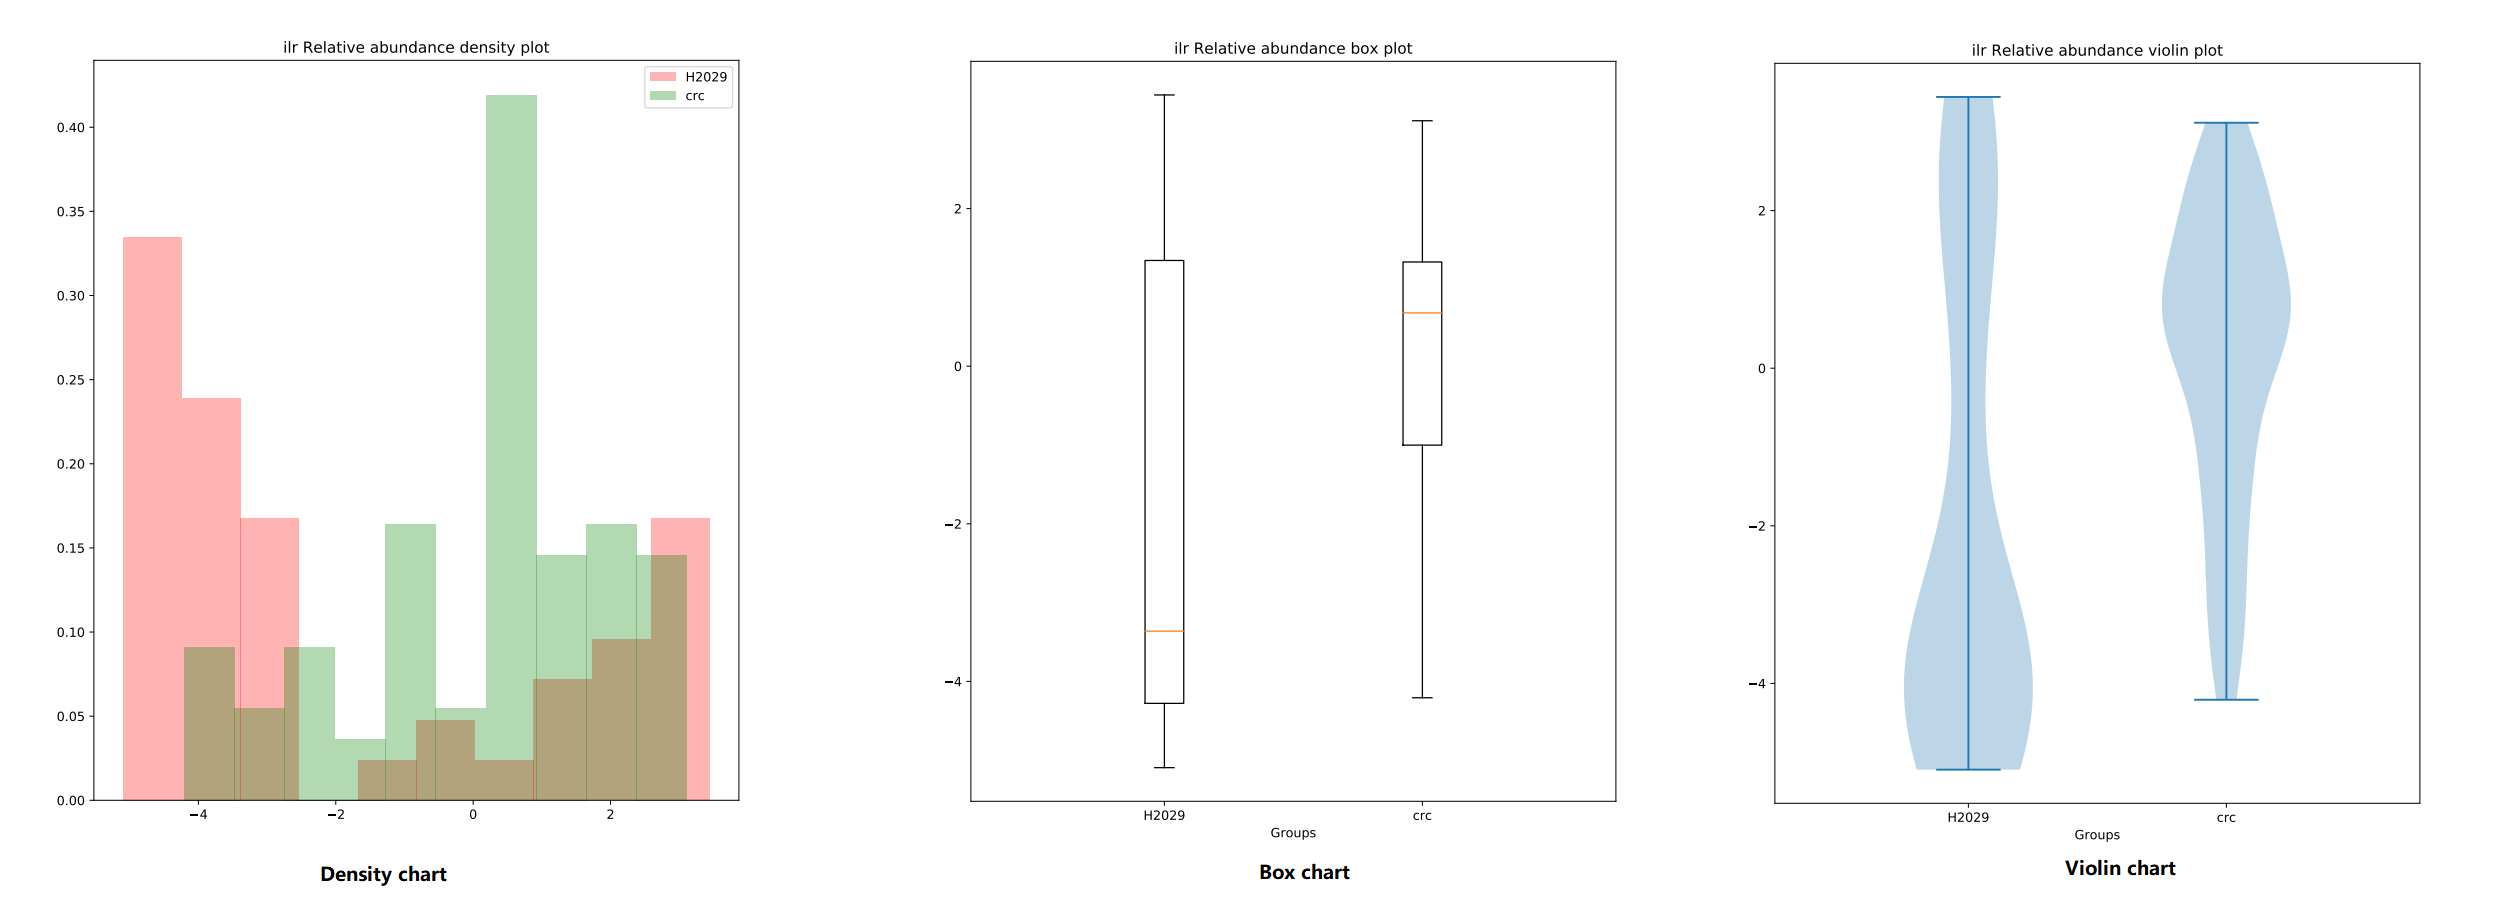 ilr Relative abundance density plot
H2029
crc
0.40
0.35
0.30
0.25
0.20
0.15
0.10
0.05
0.00
−4
−2
0
2
Density chart
ilr Relative abundance box plot
2
0
−2
−4
H2029
crc
Groups
Box chart
ilr Relative abundance violin plot
2
0
−2
−4
H2029
crc
Groups
Violin chart